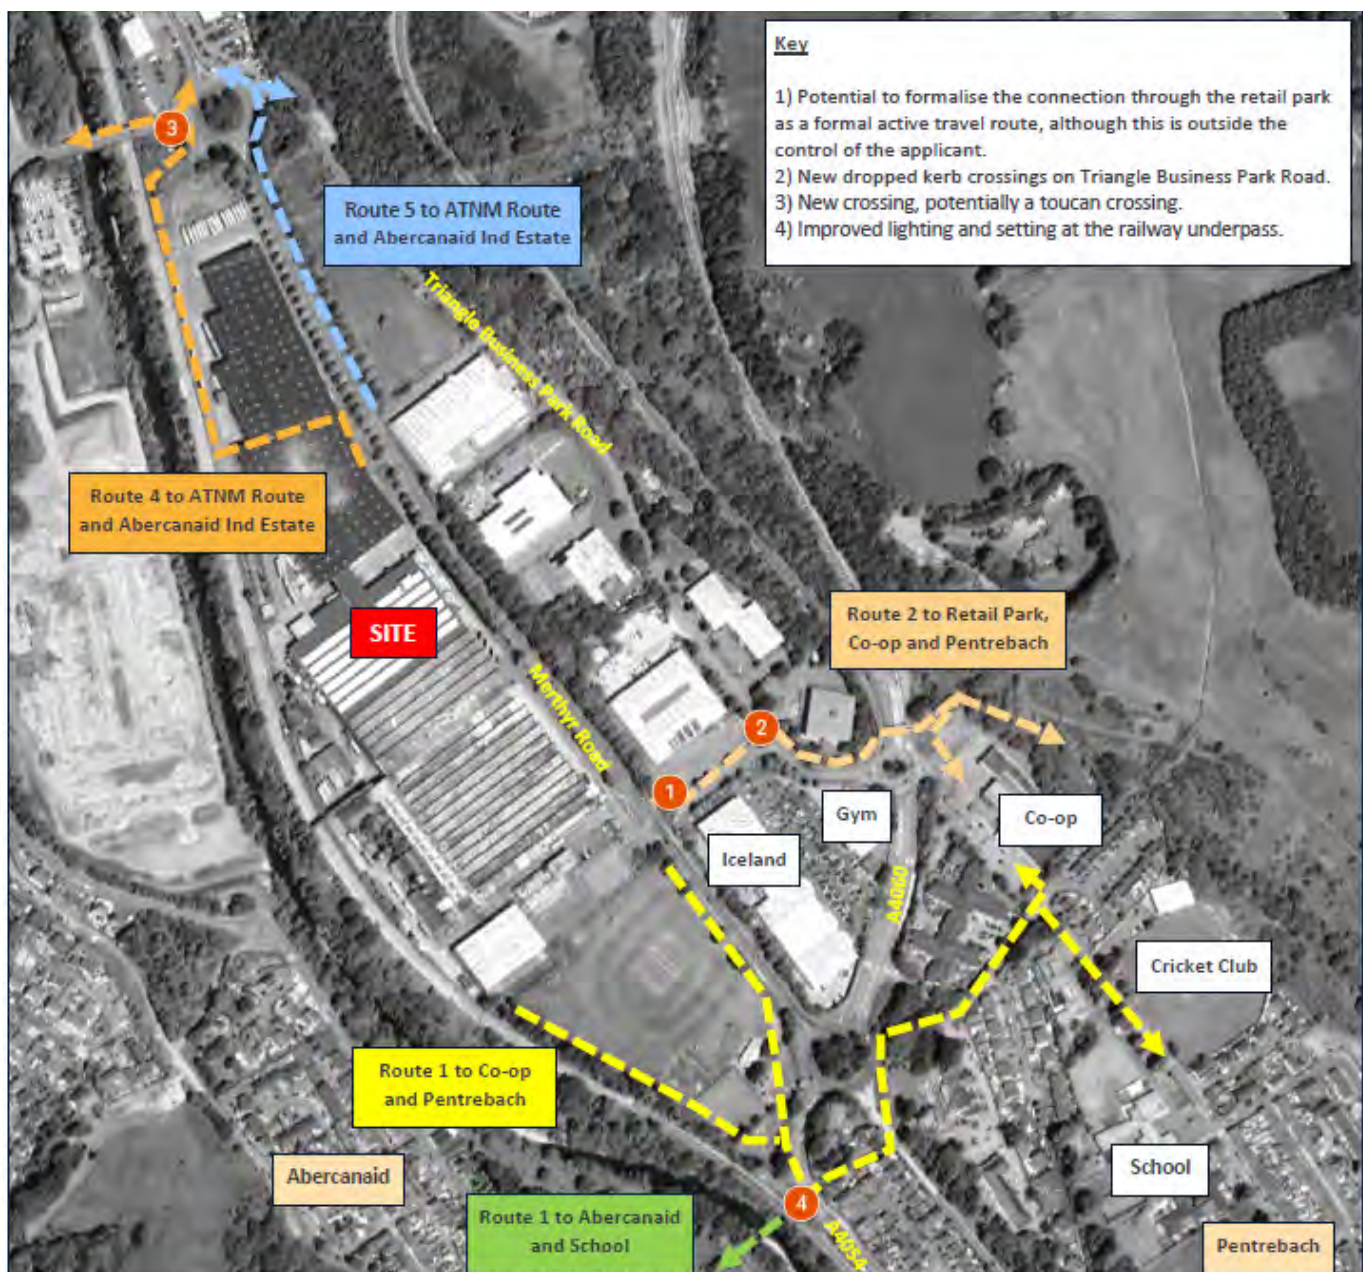 Key
1) Potential to formalise the connection through the retail park
as a formal active travel route, although this is outside the
control of the applicant.
2) New dropped kerb crossings on Triangle Business Park Road.
3) New crossing, potentially a toucan crossing.
4) Improved lighting and setting at the railway underpass.
3
Route 5 to ATNM Route
and Abercanaid Ind Estate
Triangle Business Park Road
Route 4 to ATNM Route
and Abercanaid Ind Estate
SITE
Route 2 to Retail Park,
Co-op and Pentrebach
Merthyr Road
2
1
Gym
Co-op
Iceland
A4060
Cricket Club
Route 1 to Co-op
and Pentrebach
School
Abercanaid
4
Route 1 to Abercanaid
and School
A4054
Pentrebach